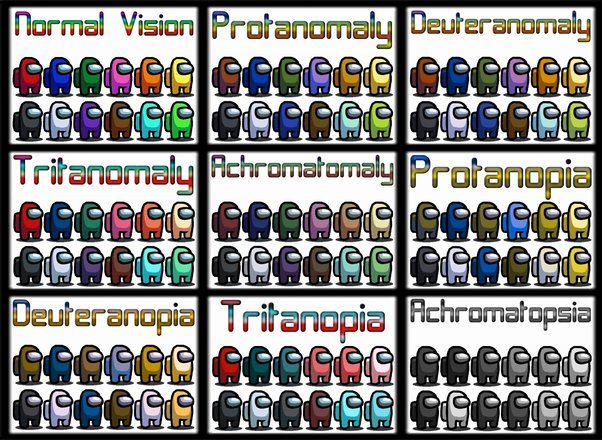 Normal Vision
Protanomaly
Deuteranomaly
Tritanomaly
Achromatomaly
Protanopia
Deuteranopia
Tritanopia
Achromatopsia